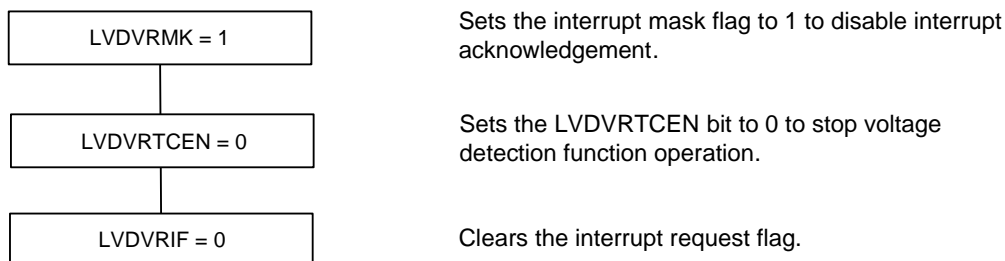 LVDVRMK = 1
Sets the interrupt mask flag to 1 to disable interrupt
acknowledgement.
LVDVRTCEN = 0
Sets the LVDVRTCEN bit to 0 to stop voltage
detection function operation.
LVDVRIF = 0
Clears the interrupt request flag.